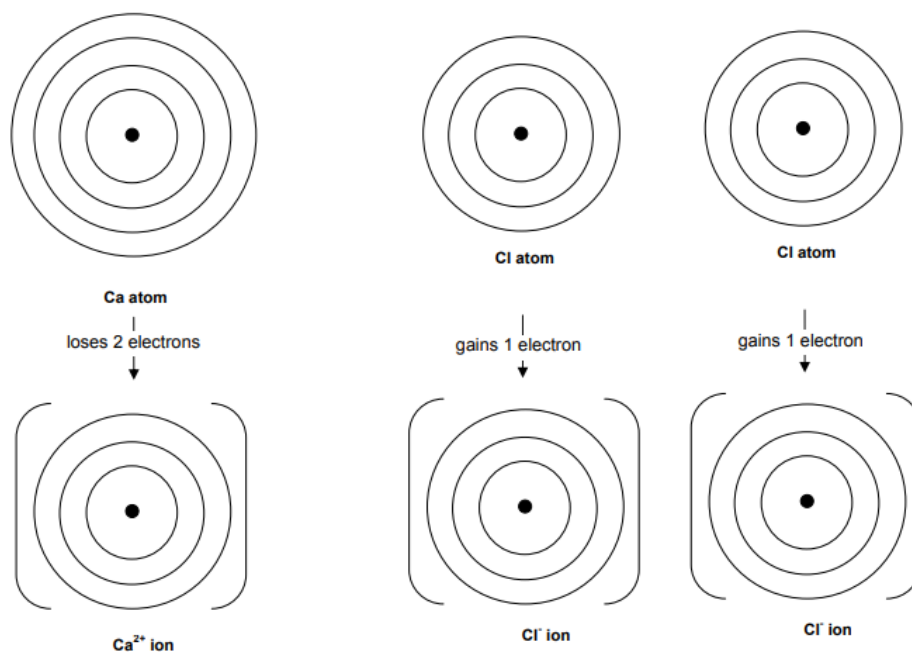 Ca atom
Cl atom
Cl atom
loses 2 electrons
gains 1 electron
gains 1 electron
Ca²⁺ ion
Cl⁻ ion
Cl⁻ ion